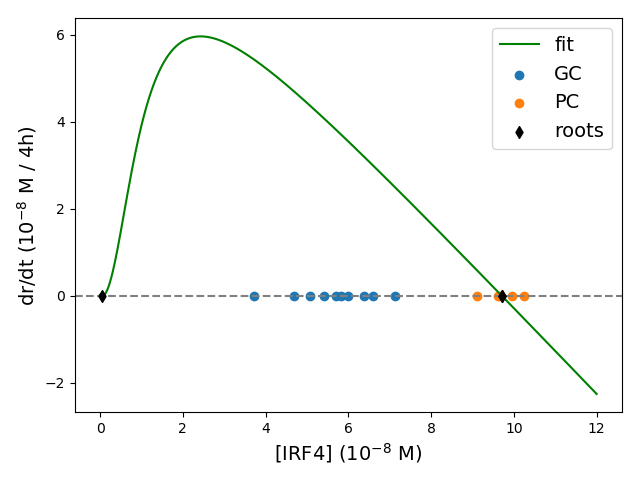 6
4
2
0
−2
dr/dt (10⁻⁸ M / 4h)
fit
GC
PC
roots
0 2 4 6 8 10 12
[IRF4] (10⁻⁸ M)